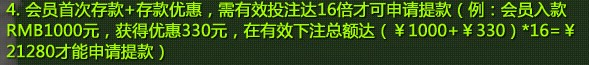 4. 会员首次存款+存款优惠，需有效投注达16倍才可申请提款（例：会员入款
RMB1000元，获得优惠330元，在有效下注总额达（￥1000+￥330）*16=￥
21280才能申请提款）